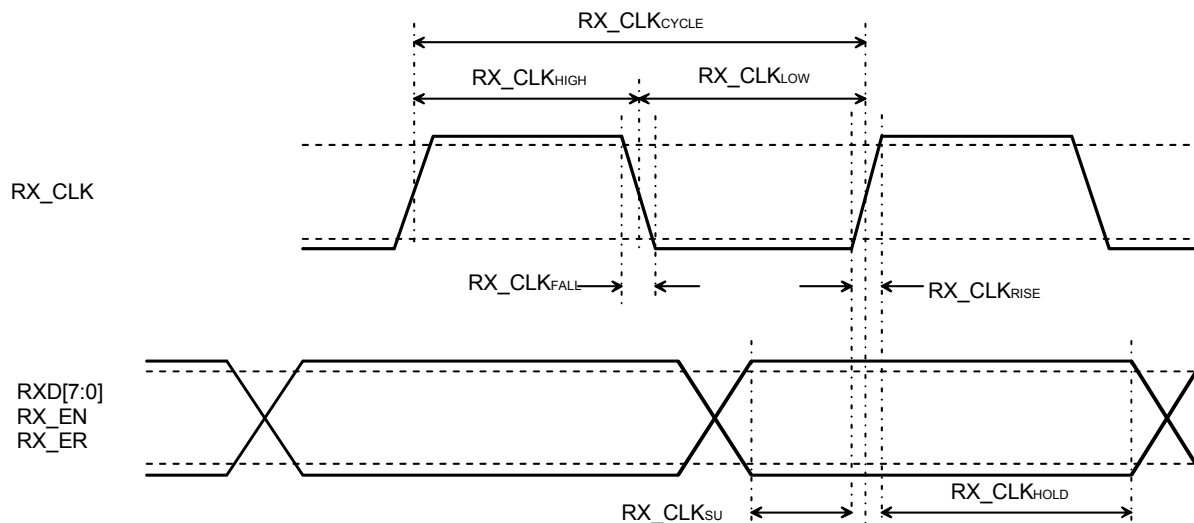 RX_CLKCYCLE
RX_CLKHIGH
RX_CLKLOW
RX_CLK
RX_CLKFALL
RX_CLKRISE
RXD[7:0]
RX_EN
RX_ER
RX_CLKHOLD
RX_CLKSU